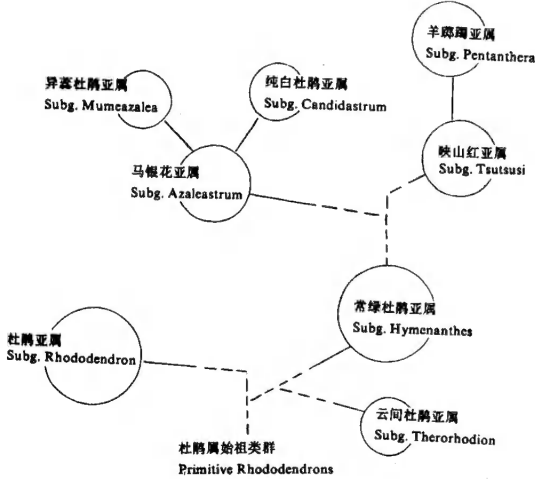 羊踯躅亚属
Subg. Pentanthera
异蕊杜鹃亚属
Subg. Mumeazalea
纯白杜鹃亚属
Subg. Candidastrum
映山红亚属
Subg. Tsutsusi
马银花亚属
Subg. Azaleastrum
常绿杜鹃亚属
Subg. Hymenanthes
杜鹃亚属
Subg. Rhododendron
云间杜鹃亚属
Subg. Therorhodion
杜鹃属始祖类群
Primitive Rhododendrons